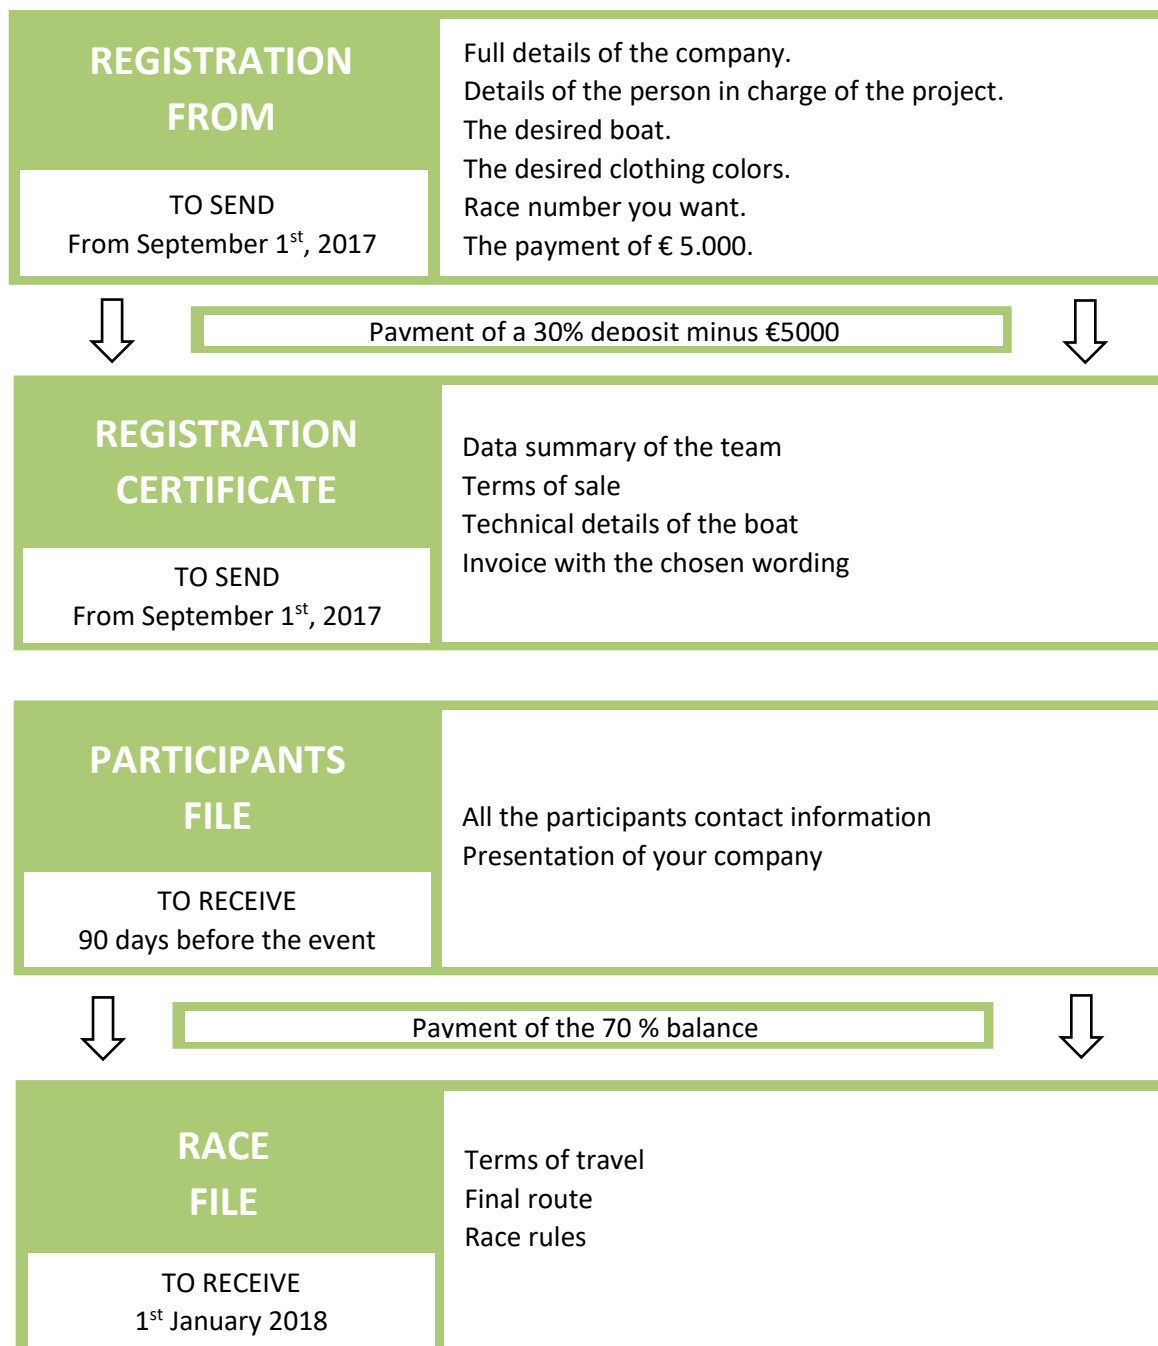 REGISTRATION
FROM
TO SEND
From September 1st, 2017
Full details of the company.
Details of the person in charge of the project.
The desired boat.
The desired clothing colors.
Race number you want.
The payment of € 5.000.
Payment of a 30% deposit minus €5000
REGISTRATION
CERTIFICATE
TO SEND
From September 1st, 2017
Data summary of the team
Terms of sale
Technical details of the boat
Invoice with the chosen wording
PARTICIPANTS
FILE
TO RECEIVE
90 days before the event
All the participants contact information
Presentation of your company
Payment of the 70 % balance
RACE
FILE
TO RECEIVE
1st January 2018
Terms of travel
Final route
Race rules